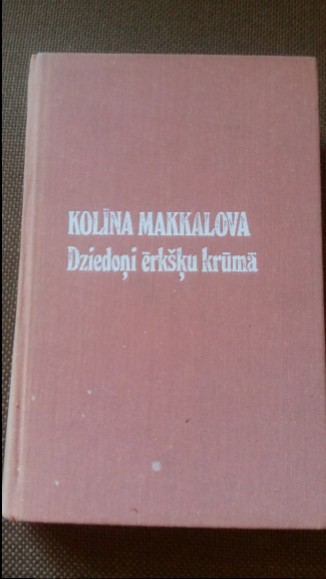 KOLĪNA MAKKALOVA
Dziedoņi ērkšķu krūmā